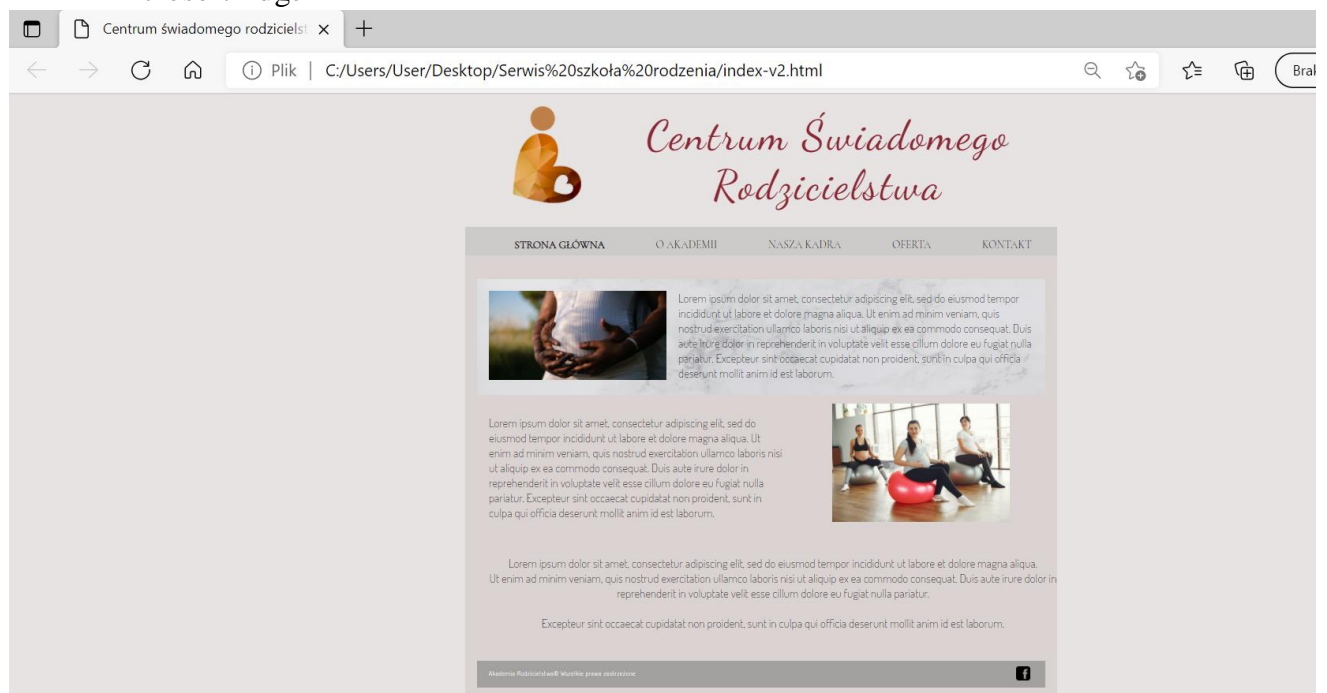 Centrum świadomego rodzicielst
Plik C:/Users/User/Desktop/Serwis%20szkoła%20rodzenia/index-v2.html
Brak
Centrum Świadomego
Rodzicielstwa
STRONA GŁÓWNA O AKADEMII NASZA KADRA OFERTA KONTAKT
Lorem ipsum dolor sit amet, consectetur adipiscing elit, sed do eiusmod tempor
incididunt ut labore et dolore magna aliqua. Ut enim ad minim veniam, quis
nostrud exercitation ullamco laboris nisi ut aliquip ex ea commodo consequat. Duis
aute irure dolor in reprehenderit in voluptate velit esse cillum dolore eu fugiat nulla
pariatur. Excepteur sint occaecat cupidatat non proident, sunt in culpa qui officia
deserunt mollit anim id est laborum.
Lorem ipsum dolor sit amet, consectetur adipiscing elit, sed do
eiusmod tempor incididunt ut labore et dolore magna aliqua. Ut
enim ad minim veniam, quis nostrud exercitation ullamco laboris nisi
ut aliquip ex ea commodo consequat. Duis aute irure dolor in
reprehenderit in voluptate velit esse cillum dolore eu fugiat nulla
pariatur. Excepteur sint occaecat cupidatat non proident, sunt in
culpa qui officia deserunt mollit anim id est laborum.
Lorem ipsum dolor sit amet, consectetur adipiscing elit, sed do eiusmod tempor incididunt ut labore et dolore magna aliqua.
Ut enim ad minim veniam, quis nostrud exercitation ullamco laboris nisi ut aliquip ex ea commodo consequat. Duis aute irure dolor in
reprehenderit in voluptate velit esse cillum dolore eu fugiat nulla pariatur.
Excepteur sint occaecat cupidatat non proident, sunt in culpa qui officia deserunt mollit anim id est laborum.
Akademia Rodzicielstwa® Wszelkie prawa zastrzeżone